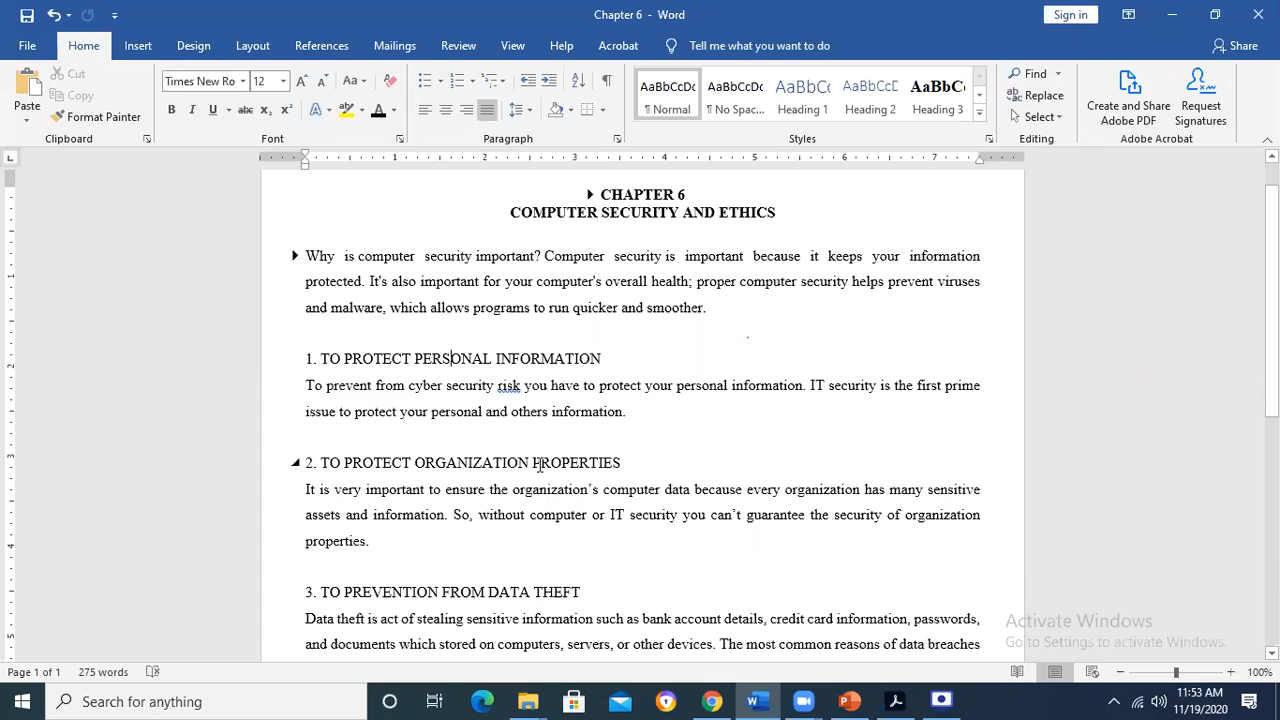 Chapter 6 - Word
Sign in
File Home Insert Design Layout References Mailings Review View Help Acrobat Tell me what you want to do Share
Paste
Cut
Copy
Format Painter
Clipboard
Times New Ro 12
Font
Paragraph
AaBbCcDc AaBbCcDc AaBbCc AaBbCcC AaBbCc
¶ Normal ¶ No Spac... Heading 1 Heading 2 Heading 3
Styles
Find
Replace
Select
Editing
Create and Share Adobe PDF
Request Signatures
Adobe Acrobat
1 2 3 4 5 6 7
CHAPTER 6
COMPUTER SECURITY AND ETHICS
Why is computer security important? Computer security is important because it keeps your information
protected. It's also important for your computer's overall health; proper computer security helps prevent viruses
and malware, which allows programs to run quicker and smoother.
1. TO PROTECT PERSONAL INFORMATION
To prevent from cyber security risk you have to protect your personal information. IT security is the first prime
issue to protect your personal and others information.
2. TO PROTECT ORGANIZATION PROPERTIES
It is very important to ensure the organization’s computer data because every organization has many sensitive
assets and information. So, without computer or IT security you can’t guarantee the security of organization
properties.
3. TO PREVENTION FROM DATA THEFT
Data theft is act of stealing sensitive information such as bank account details, credit card information, passwords,
and documents which stored on computers, servers, or other devices. The most common reasons of data breaches
Activate Windows
Go to Settings to activate Windows.
Page 1 of 1 275 words 100%
Search for anything
11:53 AM
11/19/2020